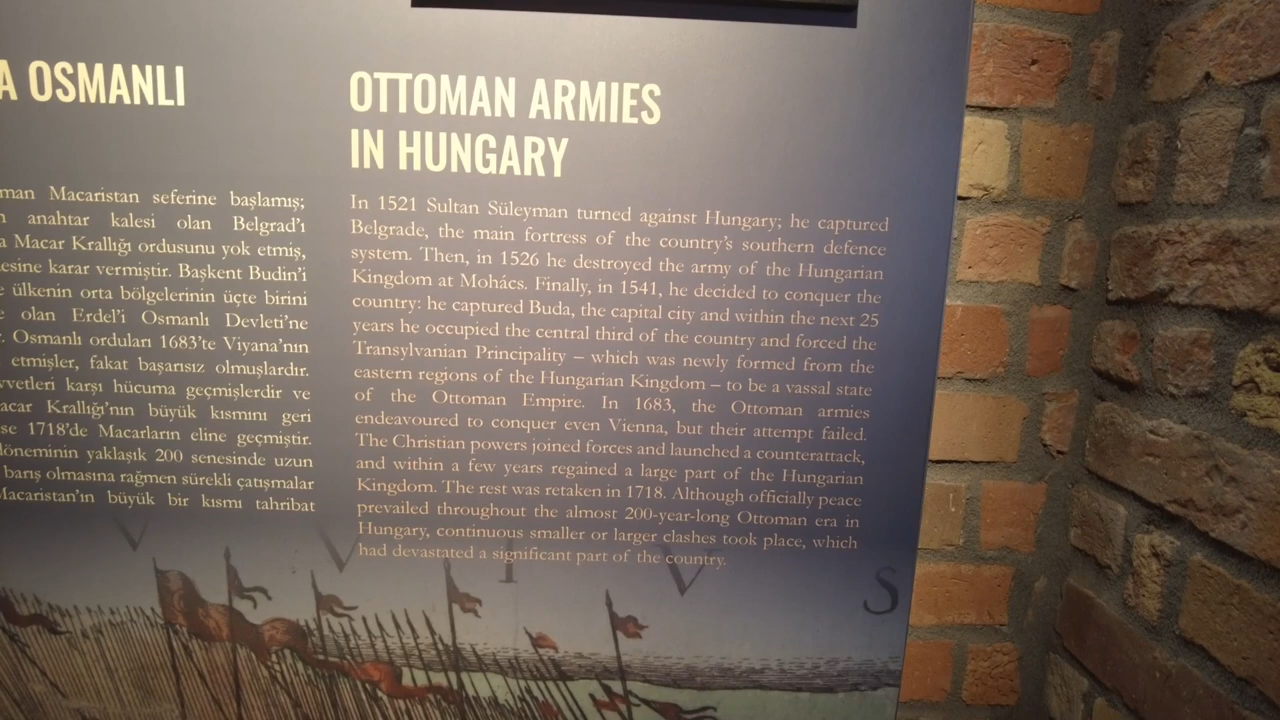 A OSMANLI
man Macaristan seferine başlamış;
anahtar kalesi olan Belgrad'ı
a Macar Krallığı ordusunu yok etmiş,
esine karar vermiştir. Başkent Budin'i
e ülkenin orta bölgelerinin üçte birini
e olan Erdel'i Osmanlı Devleti'ne
. Osmanlı orduları 1683'te Viyana'nın
etmişler, fakat başarısız olmuşlardır.
vvetleri karşı hücuma geçmişlerdir ve
acar Krallığı'nın büyük kısmını geri
se 1718'de Macarların eline geçmiştir.
döneminin yaklaşık 200 senesinde uzun
barış olmasına rağmen sürekli çatışmalar
Macaristan'ın büyük bir kısmı tahribat
OTTOMAN ARMIES
IN HUNGARY
In 1521 Sultan Süleyman turned against Hungary; he captured
Belgrade, the main fortress of the country's southern defence
system. Then, in 1526 he destroyed the army of the Hungarian
Kingdom at Mohács. Finally, in 1541, he decided to conquer the
country: he captured Buda, the capital city and within the next 25
years he occupied the central third of the country and forced the
Transylvanian Principality – which was newly formed from the
eastern regions of the Hungarian Kingdom – to be a vassal state
of the Ottoman Empire. In 1683, the Ottoman armies
endeavoured to conquer even Vienna, but their attempt failed.
The Christian powers joined forces and launched a counterattack,
and within a few years regained a large part of the Hungarian
Kingdom. The rest was retaken in 1718. Although officially peace
prevailed throughout the almost 200-year-long Ottoman era in
Hungary, continuous smaller or larger clashes took place, which
had devastated a significant part of the country.
V V I V S